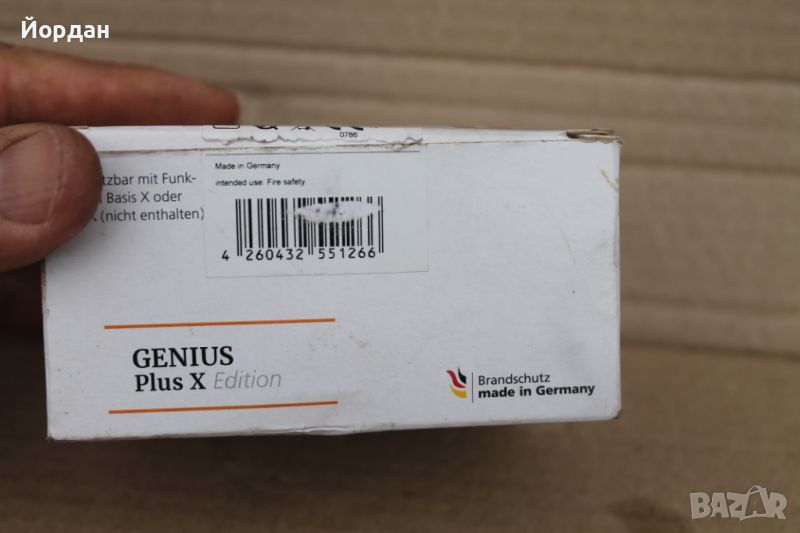 Йордан
0786
Made in Germany
intended use: Fire safety
tzbar mit Funk-
Basis X oder
(nicht enthalten)
4 260432 551266
GENIUS
Plus X Edition
Brandschutz
made in Germany
BAZAR